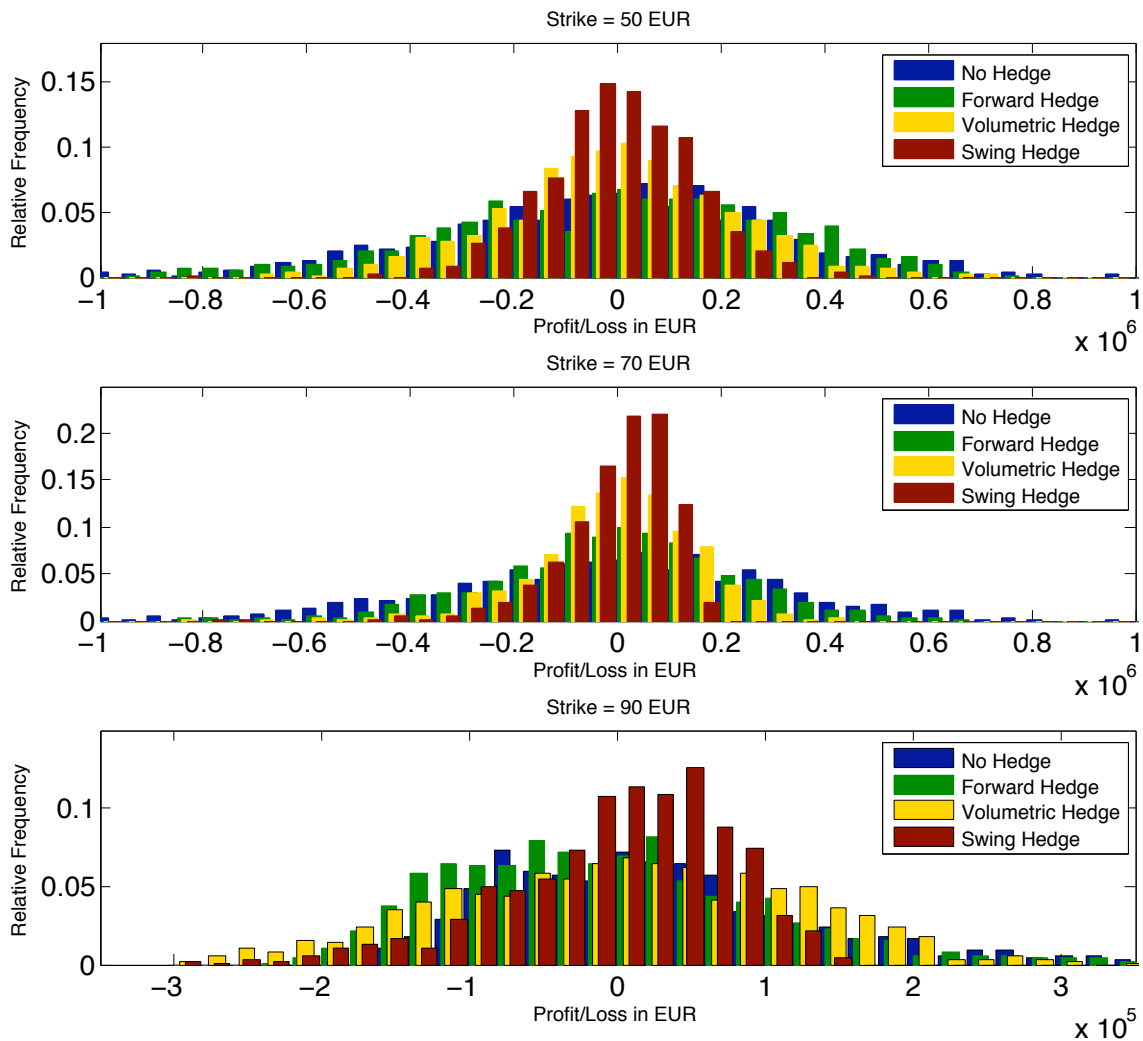 Strike = 50 EUR
Relative Frequency
0.15
0.1
0.05
0
No Hedge
Forward Hedge
Volumetric Hedge
Swing Hedge
−1 −0.8 −0.6 −0.4 −0.2 0 0.2 0.4 0.6 0.8 1
Profit/Loss in EUR
x 10^6
Strike = 70 EUR
Relative Frequency
0.2
0.15
0.1
0.05
0
No Hedge
Forward Hedge
Volumetric Hedge
Swing Hedge
−1 −0.8 −0.6 −0.4 −0.2 0 0.2 0.4 0.6 0.8 1
Profit/Loss in EUR
x 10^6
Strike = 90 EUR
Relative Frequency
0.1
0.05
0
No Hedge
Forward Hedge
Volumetric Hedge
Swing Hedge
−3 −2 −1 0 1 2 3
Profit/Loss in EUR
x 10^5